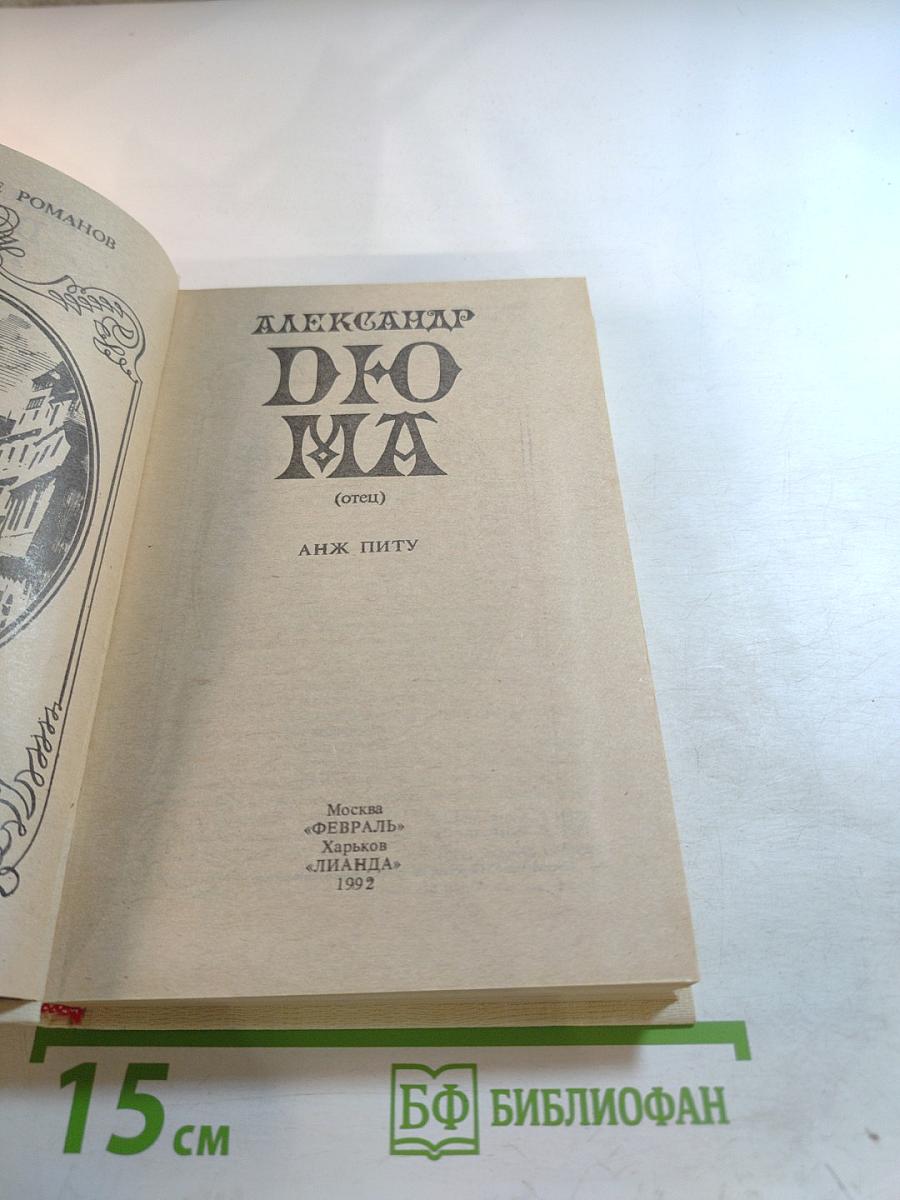 РОМАНОВ
АЛЕКСАНДР
ДЮ
МА
(отец)
АНЖ ПИТУ
Москва
«ФЕВРАЛЬ»
Харьков
«ЛИАНДА»
1992
15 см
БФ БИБЛИОФАН